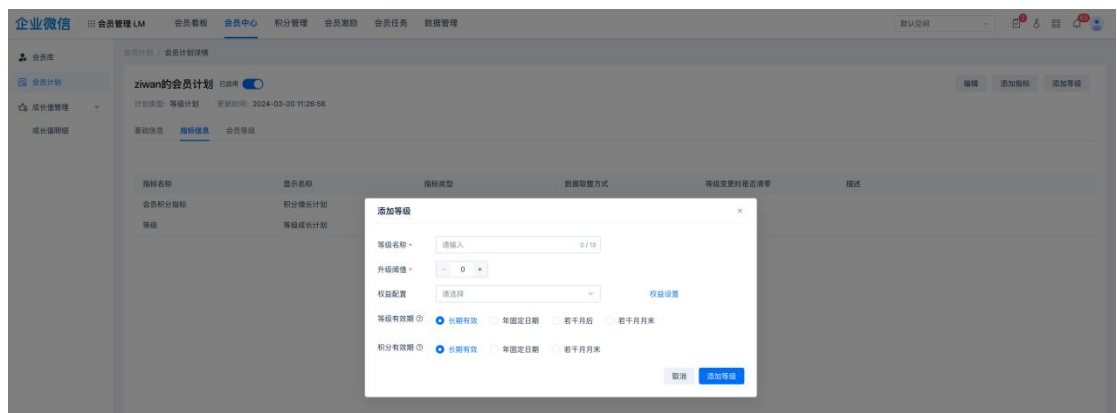 企业微信 会员管理 LM 会员看板 会员中心 积分管理 会员激励 会员任务 数据管理 默认空间
会员库
会员计划 / 会员计划详情
会员计划
ziwan的会员计划 已启用
编辑 添加指标 添加等级
成长值管理
计划类型: 等级计划 更新时间: 2024-03-20 11:26:56
成长值明细
基础信息 指标信息 会员等级
指标名称 显示名称 指标类型 数据取整方式 等级变更时是否清零 描述
会员积分指标 积分增长计划
等级 等级成长计划
添加等级 ×
等级名称 * 请输入 0 / 10
升级阈值 * - 0 +
权益配置 请选择 权益设置
等级有效期 长期有效 年固定日期 若干月后 若干月月末
积分有效期 长期有效 年固定日期 若干月月末
取消 添加等级